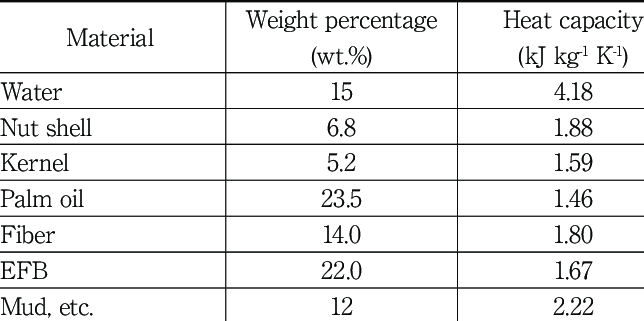 Material Weight percentage (wt.%) Heat capacity (kJ kg⁻¹ K⁻¹)
Water 15 4.18
Nut shell 6.8 1.88
Kernel 5.2 1.59
Palm oil 23.5 1.46
Fiber 14.0 1.80
EFB 22.0 1.67
Mud, etc. 12 2.22